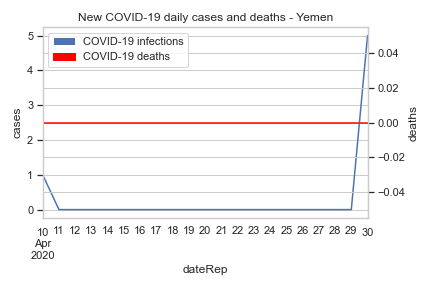 New COVID-19 daily cases and deaths - Yemen
COVID-19 infections
COVID-19 deaths
5
4
3
2
1
0
cases
0.04
0.02
0.00
−0.02
−0.04
deaths
10 11 12 13 14 15 16 17 18 19 20 21 22 23 24 25 26 27 28 29 30
Apr
2020
dateRep